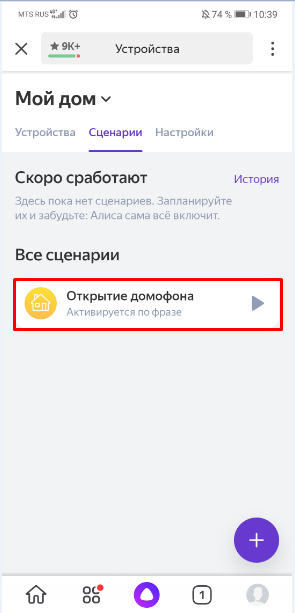 MTS RUS 74 % 10:39
9K+ Устройства
Мой дом
Устройства Сценарии Настройки
Скоро сработают История
Здесь пока нет сценариев. Запланируйте
их и забудьте: Алиса сама всё включит.
Все сценарии
Открытие домофона
Активируется по фразе
1